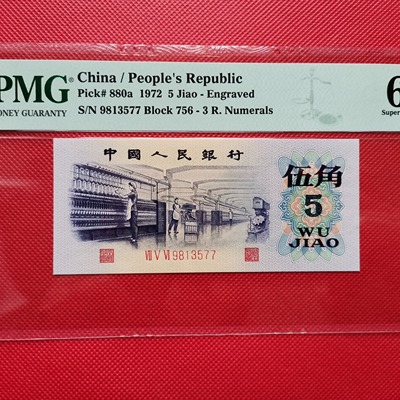 PMG
MONEY GUARANTY
China / People's Republic
Pick# 880a 1972 5 Jiao - Engraved
S/N 9813577 Block 756 - 3 R. Numerals
6
Super
中國人民銀行
伍角
5
WU
JIAO
VII V VI 9813577